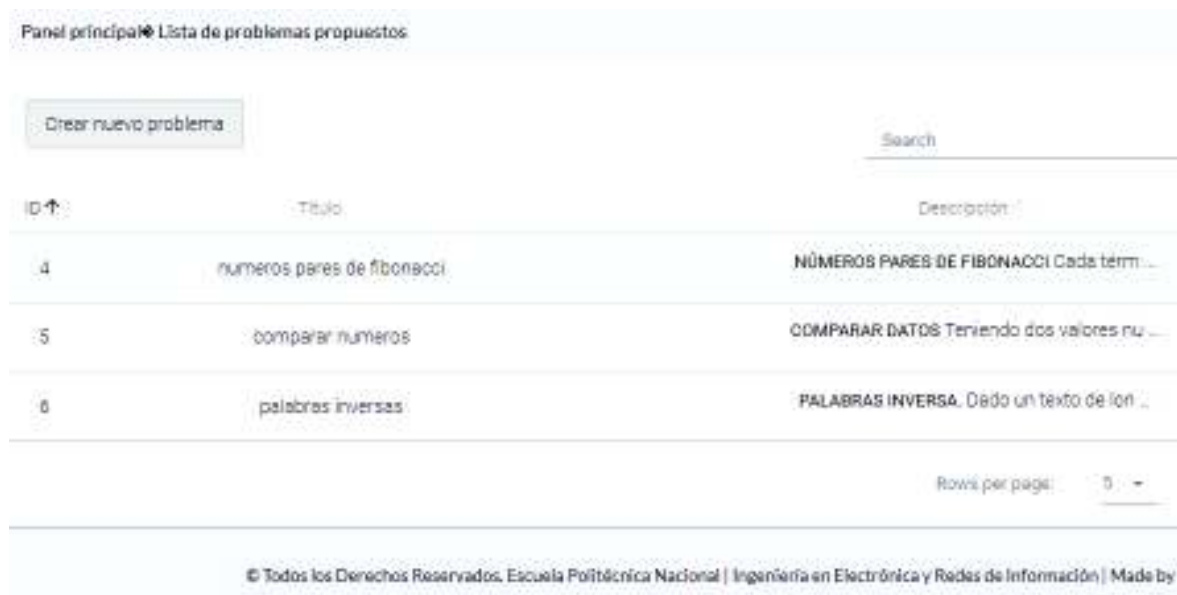 Panel principal� Lista de problemas propuestos
Crear nuevo problema
Search
ID↑ Título Descripción
4 numeros pares de fibonacci NÚMEROS PARES DE FIBONACCI Cada térm ...
5 comparar numeros COMPARAR DATOS Teniendo dos valores nu ...
6 palabras inversas PALABRAS INVERSA. Dado un texto de lon ...
Rows per page: 5
© Todos los Derechos Reservados. Escuela Politécnica Nacional | Ingeniería en Electrónica y Redes de Información | Made by